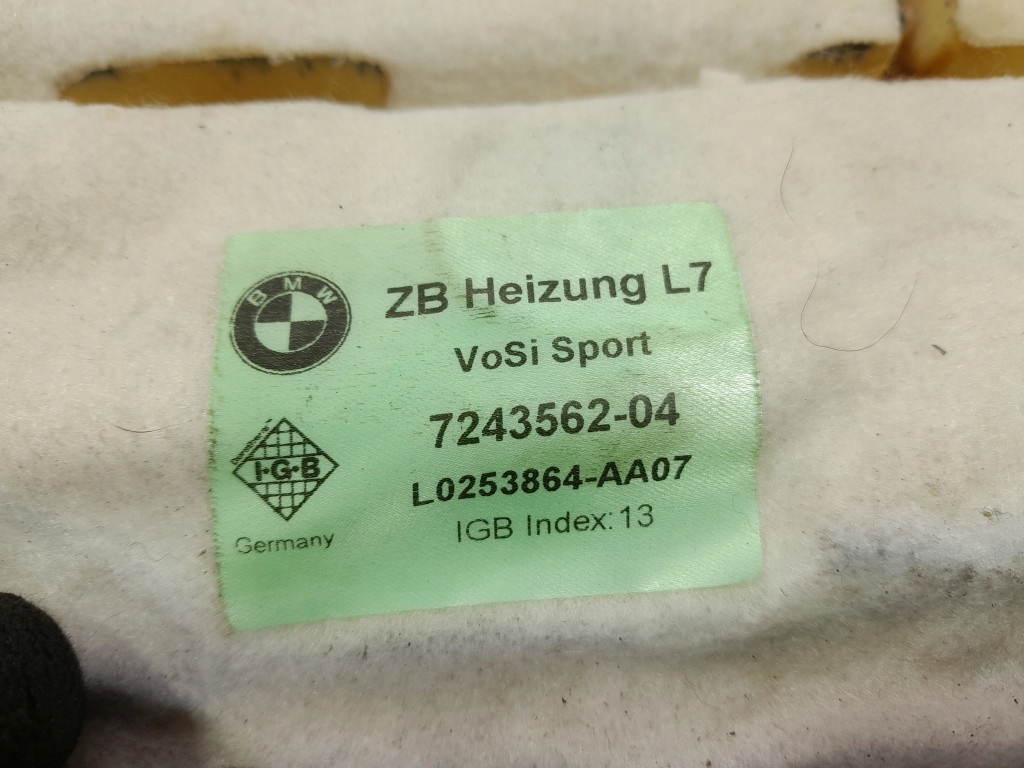 BMW
ZB Heizung L7
VoSi Sport
7243562-04
I·G·B
L0253864-AA07
Germany
IGB Index:13